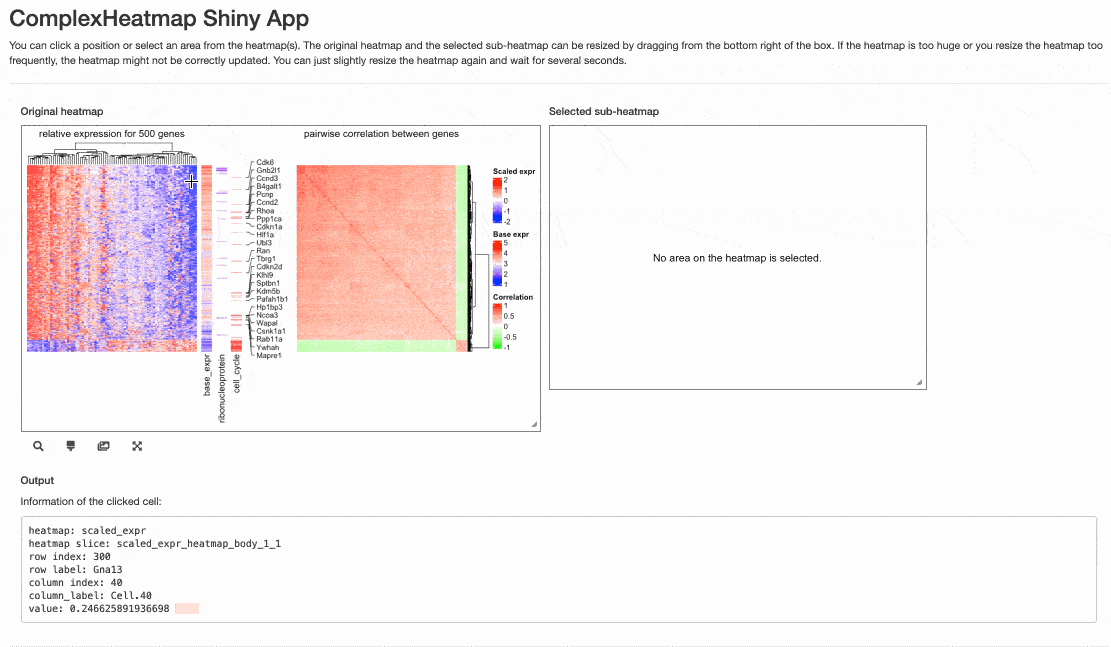 ComplexHeatmap Shiny App
You can click a position or select an area from the heatmap(s). The original heatmap and the selected sub-heatmap can be resized by dragging from the bottom right of the box. If the heatmap is too huge or you resize the heatmap too
frequently, the heatmap might not be correctly updated. You can just slightly resize the heatmap again and wait for several seconds.
Original heatmap
relative expression for 500 genes
pairwise correlation between genes
Cdk6
Gnb2l1
Ccnd3
B4galt1
Pcnp
Ccnd2
Rhoa
Ppp1ca
Cdkn1a
Hif1a
Ubl3
Ran
Tbrg1
Cdkn2d
Klhl9
Sptbn1
Kdm5b
Pafah1b1
Hp1bp3
Ncoa3
Wapal
Csnk1a1
Rab11a
Ywhah
Mapre1
base_expr
ribonucleoprotein
cell_cycle
Scaled expr
2
1
0
-1
-2
Base expr
5
4
3
2
1
Correlation
1
0.5
0
-0.5
-1
Selected sub-heatmap
No area on the heatmap is selected.
Output
Information of the clicked cell:
heatmap: scaled_expr
heatmap slice: scaled_expr_heatmap_body_1_1
row index: 300
row label: Gna13
column index: 40
column_label: Cell.40
value: 0.246625891936698